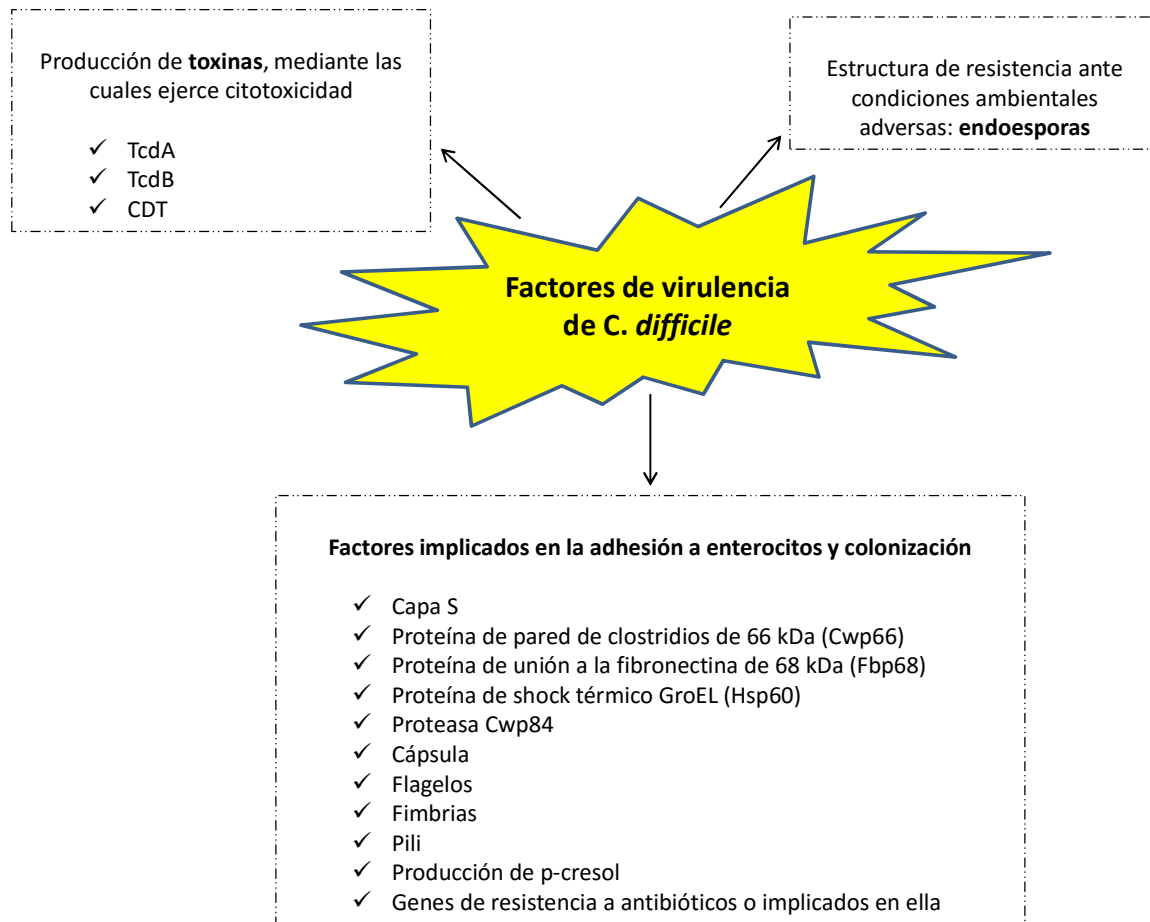 Producción de toxinas, mediante las
cuales ejerce citotoxicidad
✓ TcdA
✓ TcdB
✓ CDT
Estructura de resistencia ante
condiciones ambientales
adversas: endoesporas
Factores de virulencia
de C. difficile
Factores implicados en la adhesión a enterocitos y colonización
✓ Capa S
✓ Proteína de pared de clostridios de 66 kDa (Cwp66)
✓ Proteína de unión a la fibronectina de 68 kDa (Fbp68)
✓ Proteína de shock térmico GroEL (Hsp60)
✓ Proteasa Cwp84
✓ Cápsula
✓ Flagelos
✓ Fimbrias
✓ Pili
✓ Producción de p-cresol
✓ Genes de resistencia a antibióticos o implicados en ella